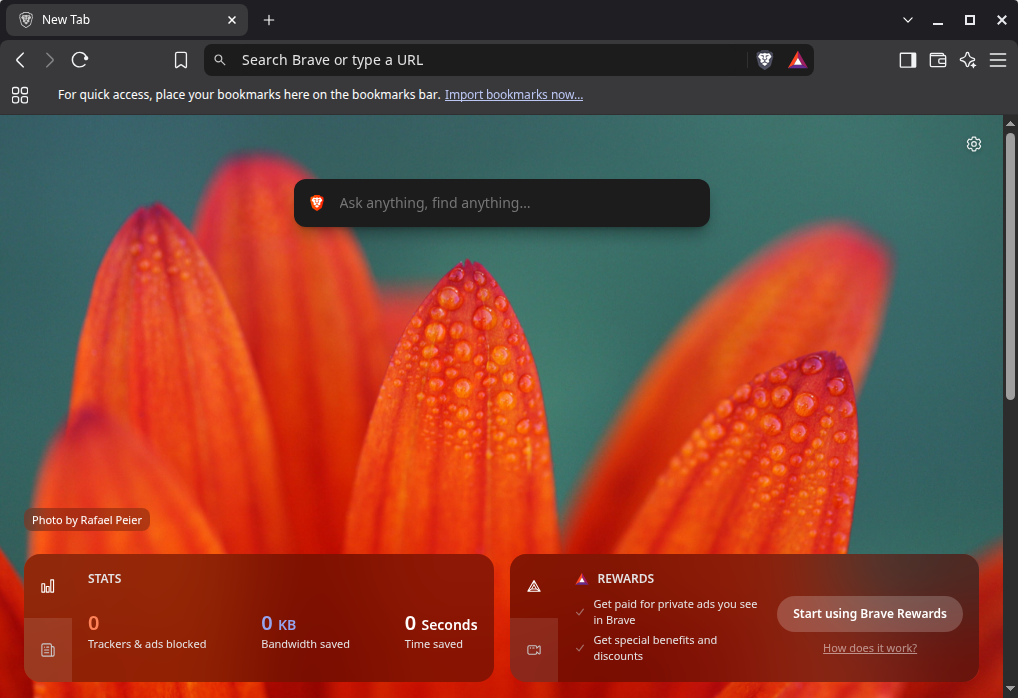 New Tab
Search Brave or type a URL
For quick access, place your bookmarks here on the bookmarks bar. Import bookmarks now...
Ask anything, find anything...
Photo by Rafael Peier
STATS
0
0 KB
0 Seconds
Trackers & ads blocked
Bandwidth saved
Time saved
REWARDS
Get paid for private ads you see
in Brave
Get special benefits and
discounts
Start using Brave Rewards
How does it work?